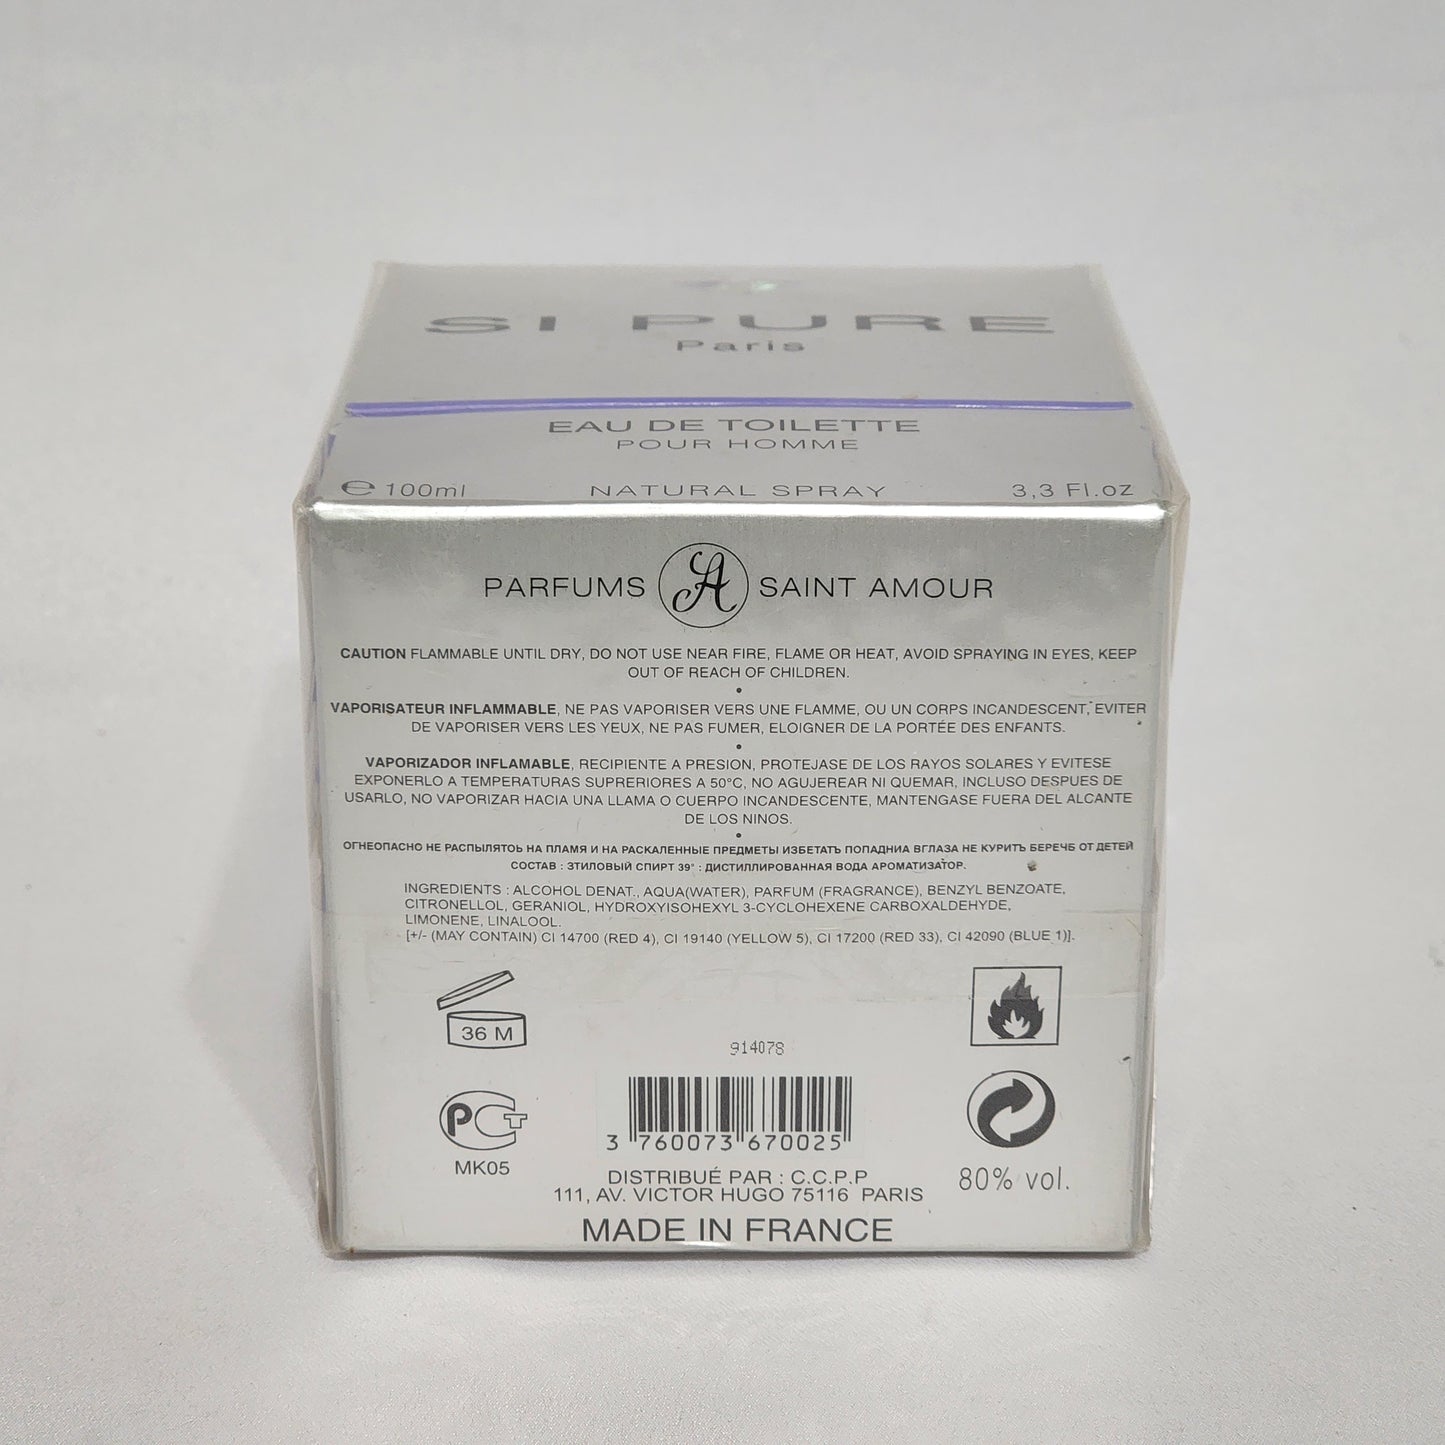 SI PURE
Paris
EAU DE TOILETTE
POUR HOMME
℮ 100ml NATURAL SPRAY 3,3 Fl.oz
PARFUMS SA SAINT AMOUR
CAUTION FLAMMABLE UNTIL DRY, DO NOT USE NEAR FIRE, FLAME OR HEAT, AVOID SPRAYING IN EYES, KEEP
OUT OF REACH OF CHILDREN.
•
VAPORISATEUR INFLAMMABLE, NE PAS VAPORISER VERS UNE FLAMME, OU UN CORPS INCANDESCENT, EVITER
DE VAPORISER VERS LES YEUX, NE PAS FUMER, ELOIGNER DE LA PORTÉE DES ENFANTS.
•
VAPORIZADOR INFLAMABLE, RECIPIENTE A PRESION, PROTEJASE DE LOS RAYOS SOLARES Y EVITESE
EXPONERLO A TEMPERATURAS SUPRERIORES A 50°C, NO AGUJEREAR NI QUEMAR, INCLUSO DESPUES DE
USARLO, NO VAPORIZAR HACIA UNA LLAMA O CUERPO INCANDESCENTE, MANTENGASE FUERA DEL ALCANTE
DE LOS NINOS.
•
ОГНЕОПАСНО НЕ РАСПЫЛЯТОЬ НА ПЛАМЯ И НА РАСКАЛЕННЫЕ ПРЕДМЕТЫ ИЗБЕТАТЬ ПОПАДНИА ВГЛАЗА НЕ КУРИТЬ БЕРЕЧБ ОТ ДЕТЕЙ
СОСТАВ : ЗТИЛОВЫЙ СПИРТ 39° : ДИСТИЛЛИРОВАННАЯ ВОДА АРОМАТИЗАТОР.
INGREDIENTS : ALCOHOL DENAT., AQUA(WATER), PARFUM (FRAGRANCE), BENZYL BENZOATE,
CITRONELLOL, GERANIOL, HYDROXYISOHEXYL 3-CYCLOHEXENE CARBOXALDEHYDE,
LIMONENE, LINALOOL.
[+/- (MAY CONTAIN) CI 14700 (RED 4), CI 19140 (YELLOW 5), CI 17200 (RED 33), CI 42090 (BLUE 1)].
36 M
914078
РСТ
MK05
3 760073 670025
80% vol.
DISTRIBUÉ PAR : C.C.P.P
111, AV. VICTOR HUGO 75116 PARIS
MADE IN FRANCE